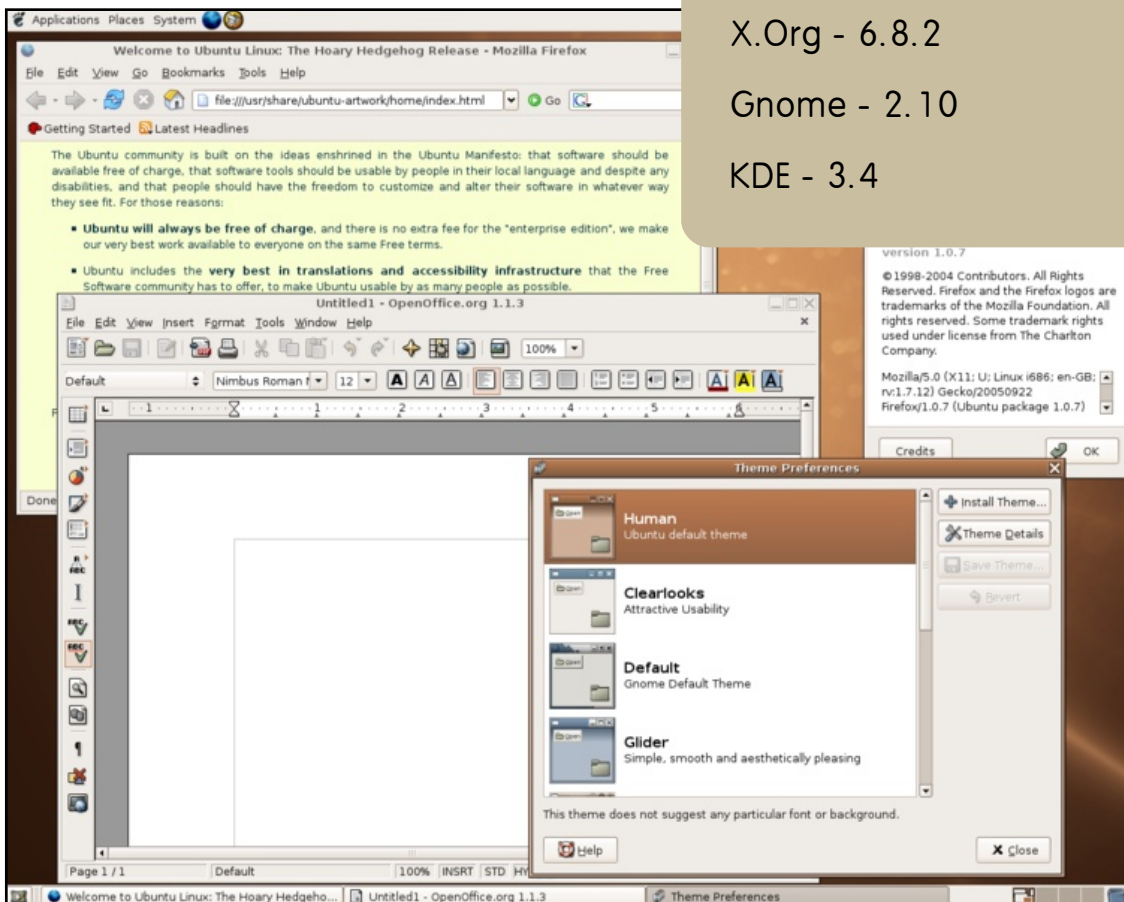 Applications Places System
Welcome to Ubuntu Linux: The Hoary Hedgehog Release - Mozilla Firefox
File Edit View Go Bookmarks Tools Help
file:///usr/share/ubuntu-artwork/home/index.html Go
Getting Started Latest Headlines
The Ubuntu community is built on the ideas enshrined in the Ubuntu Manifesto: that software should be
available free of charge, that software tools should be usable by people in their local language and despite any
disabilities, and that people should have the freedom to customize and alter their software in whatever way
they see fit. For those reasons:
Ubuntu will always be free of charge, and there is no extra fee for the "enterprise edition", we make
our very best work available to everyone on the same Free terms.
Ubuntu includes the very best in translations and accessibility infrastructure that the Free
Software community has to offer, to make Ubuntu usable by as many people as possible.
Done
X.Org - 6.8.2
Gnome - 2.10
KDE - 3.4
version 1.0.7
©1998-2004 Contributors. All Rights
Reserved. Firefox and the Firefox logos are
trademarks of the Mozilla Foundation. All
rights reserved. Some trademark rights
used under license from The Charlton
Company.
Mozilla/5.0 (X11; U; Linux i686; en-GB;
rv:1.7.12) Gecko/20050922
Firefox/1.0.7 (Ubuntu package 1.0.7)
Credits OK
Untitled1 - OpenOffice.org 1.1.3
File Edit View Insert Format Tools Window Help
100%
Default Nimbus Roman 12
1 1 2 3 4 5 6
Page 1 / 1 Default 100% INSRT STD HY
Theme Preferences
Human
Ubuntu default theme
Clearlooks
Attractive Usability
Default
Gnome Default Theme
Glider
Simple, smooth and aesthetically pleasing
Install Theme...
Theme Details
Save Theme...
Revert
This theme does not suggest any particular font or background.
Help Close
Welcome to Ubuntu Linux: The Hoary Hedgeho... Untitled1 - OpenOffice.org 1.1.3 Theme Preferences